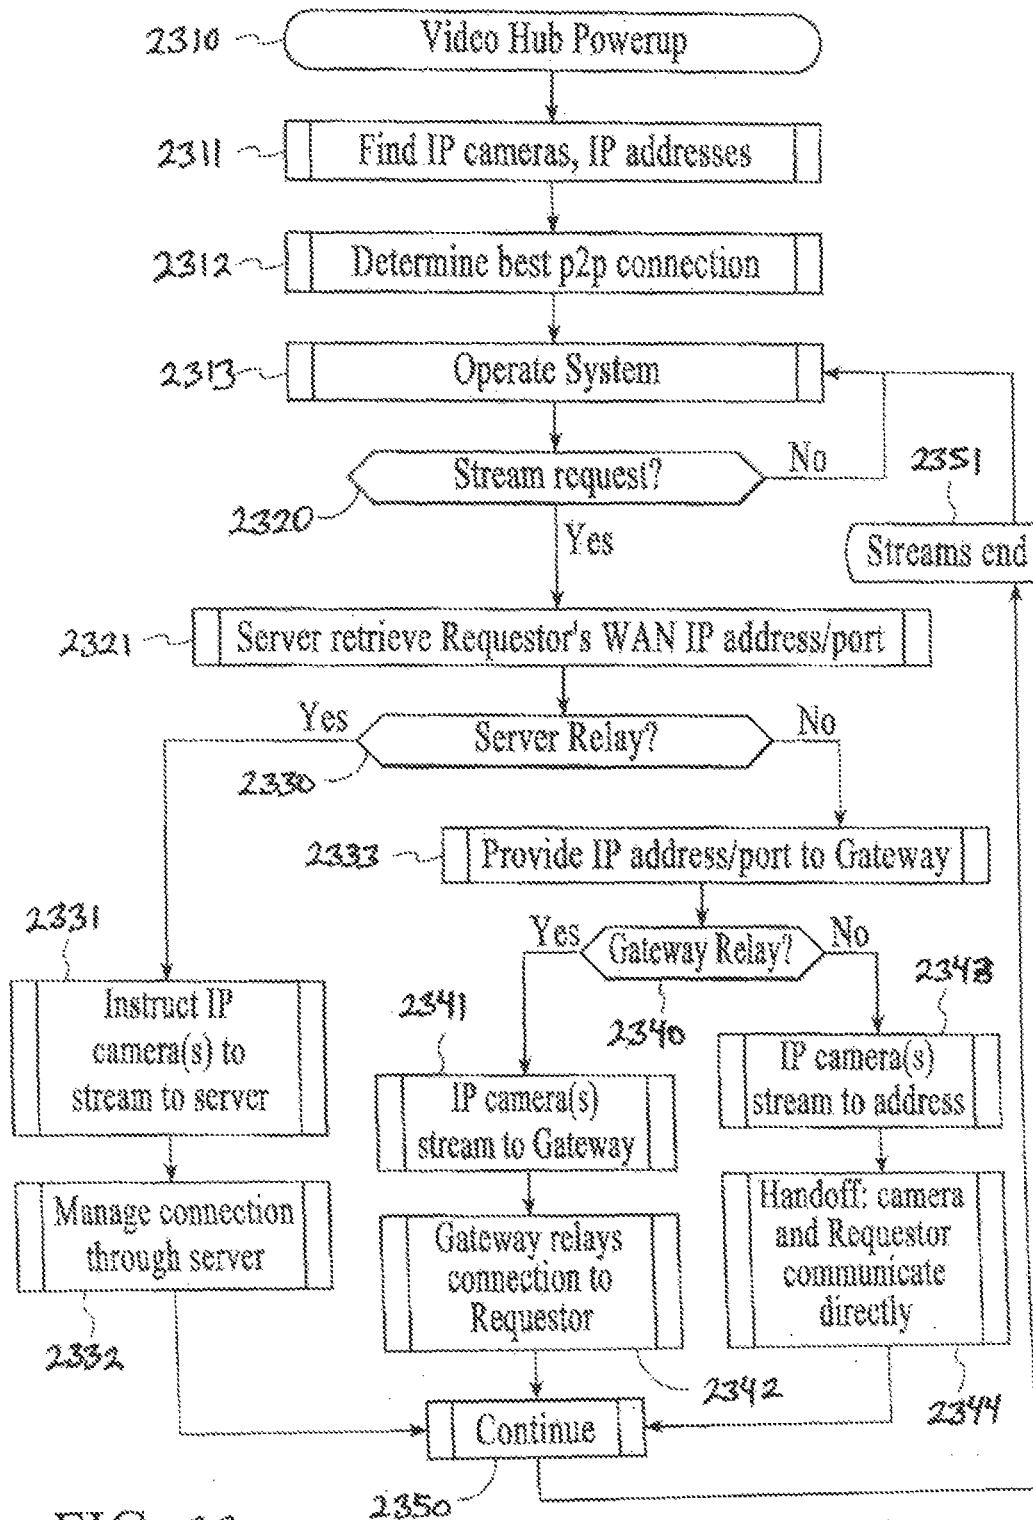 2310
Video Hub Powerup
2311
Find IP cameras, IP addresses
2312
Determine best p2p connection
2313
Operate System
Stream request?
No
2320
Yes
2351
Streams end
2321
Server retrieve Requestor's WAN IP address/port
Yes
Server Relay?
No
2330
2333
Provide IP address/port to Gateway
2331
Yes
Gateway Relay?
No
2340
Instruct IP
camera(s) to
stream to server
2341
IP camera(s)
stream to Gateway
2343
IP camera(s)
stream to address
Manage connection
through server
2332
Gateway relays
connection to
Requestor
2342
Handoff: camera
and Requestor
communicate
directly
2344
Continue
2350
FIG.